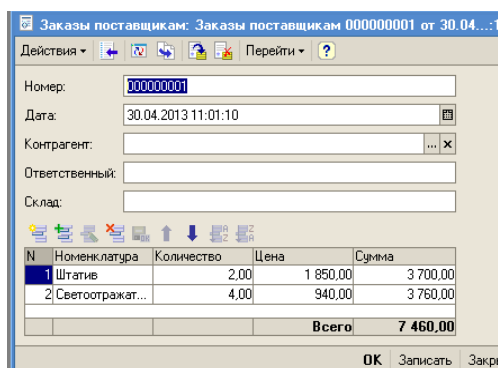 Заказы поставщикам: Заказы поставщикам 000000001 от 30.04...:1
Действия Перейти ?
Номер: 000000001
Дата: 30.04.2013 11:01:10
Контрагент: ... x
Ответственный:
Склад:
N Номенклатура Количество Цена Сумма
1 Штатив 2,00 1 850,00 3 700,00
2 Светоотражат... 4,00 940,00 3 760,00
Всего 7 460,00
OK Записать Закр